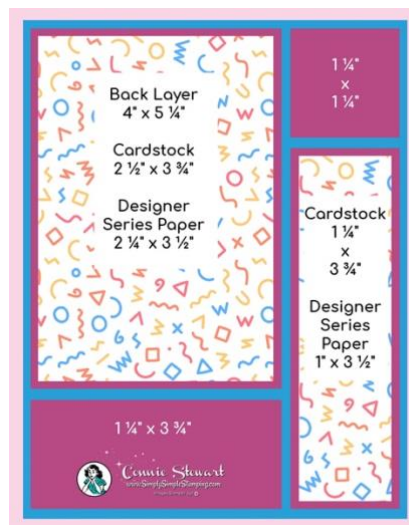 Back Layer
4" x 5 ¼"
Cardstock
2 ½" x 3 ¾"
Designer
Series Paper
2 ¼" x 3 ½"
1 ¼"
x
1 ¼"
Cardstock
1 ¼"
x
3 ¾"
Designer
Series
Paper
1" x 3 ½"
1 ¼" x 3 ¾"
Connie Stewart
www.SimplySimpleStamping.com